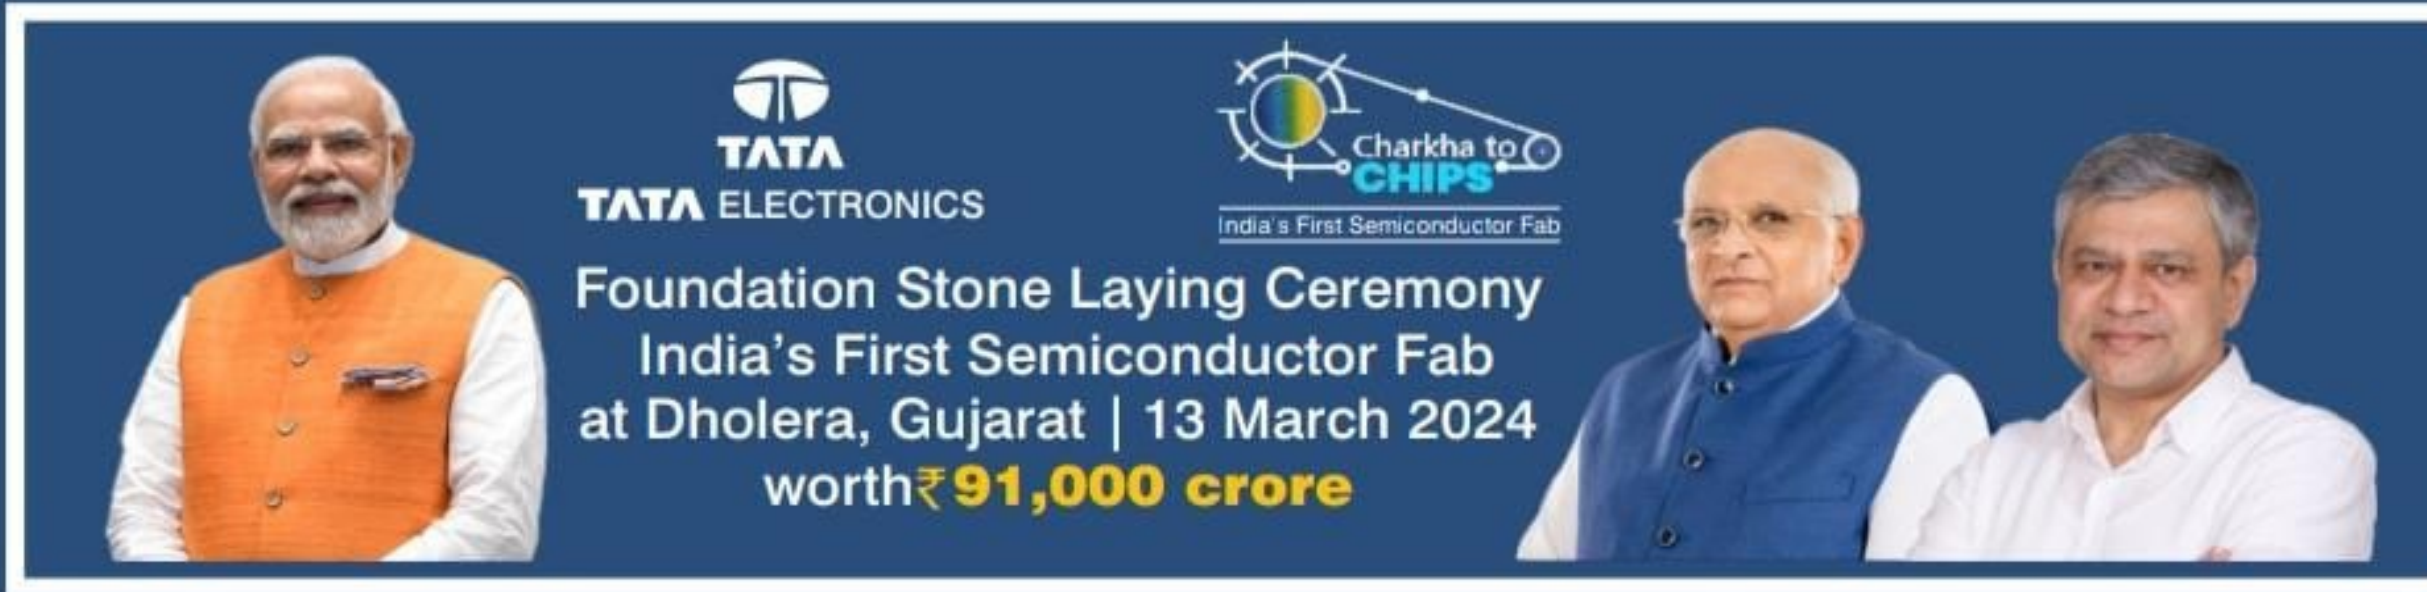 TATA
TATA ELECTRONICS
Charkha to
CHIPS
India's First Semiconductor Fab
Foundation Stone Laying Ceremony
India's First Semiconductor Fab
at Dholera, Gujarat | 13 March 2024
worth ₹91,000 crore